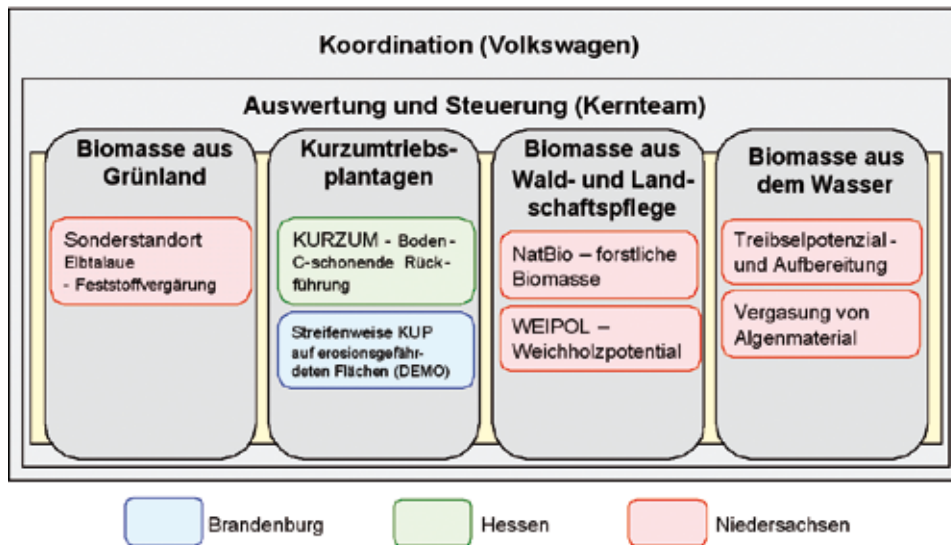 Koordination (Volkswagen)
Auswertung und Steuerung (Kernteam)
Biomasse aus
Grünland
Sonderstandort
Elbtalaue
- Feststoffvergärung
Kurzumtriebs-
plantagen
KURZUM - Boden-
C-schonende Rück-
führung
Streifenweise KUP
auf erosionsgefähr-
deten Flächen (DEMO)
Biomasse aus
Wald- und Land-
schaftspflege
NatBio – forstliche
Biomasse
WEIPOL –
Weichholzpotential
Biomasse aus
dem Wasser
Treibselpotenzial -
und Aufbereitung
Vergasung von
Algenmaterial
Brandenburg
Hessen
Niedersachsen